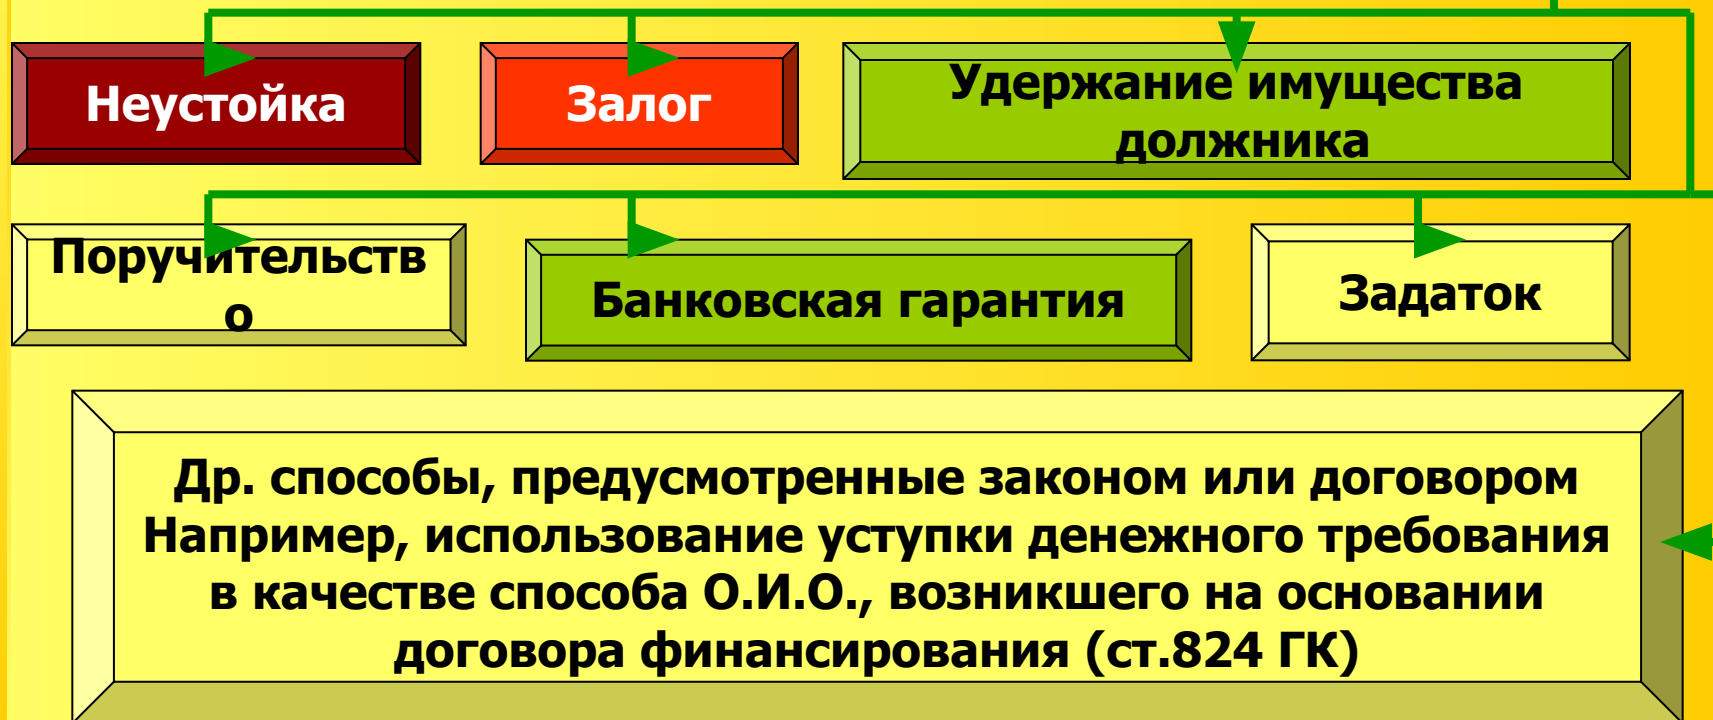 Неустойка
Залог
Удержание имущества
должника
Поручительств
о
Банковская гарантия
Задаток
Др. способы, предусмотренные законом или договором
Например, использование уступки денежного требования
в качестве способа О.И.О., возникшего на основании
договора финансирования (ст.824 ГК)